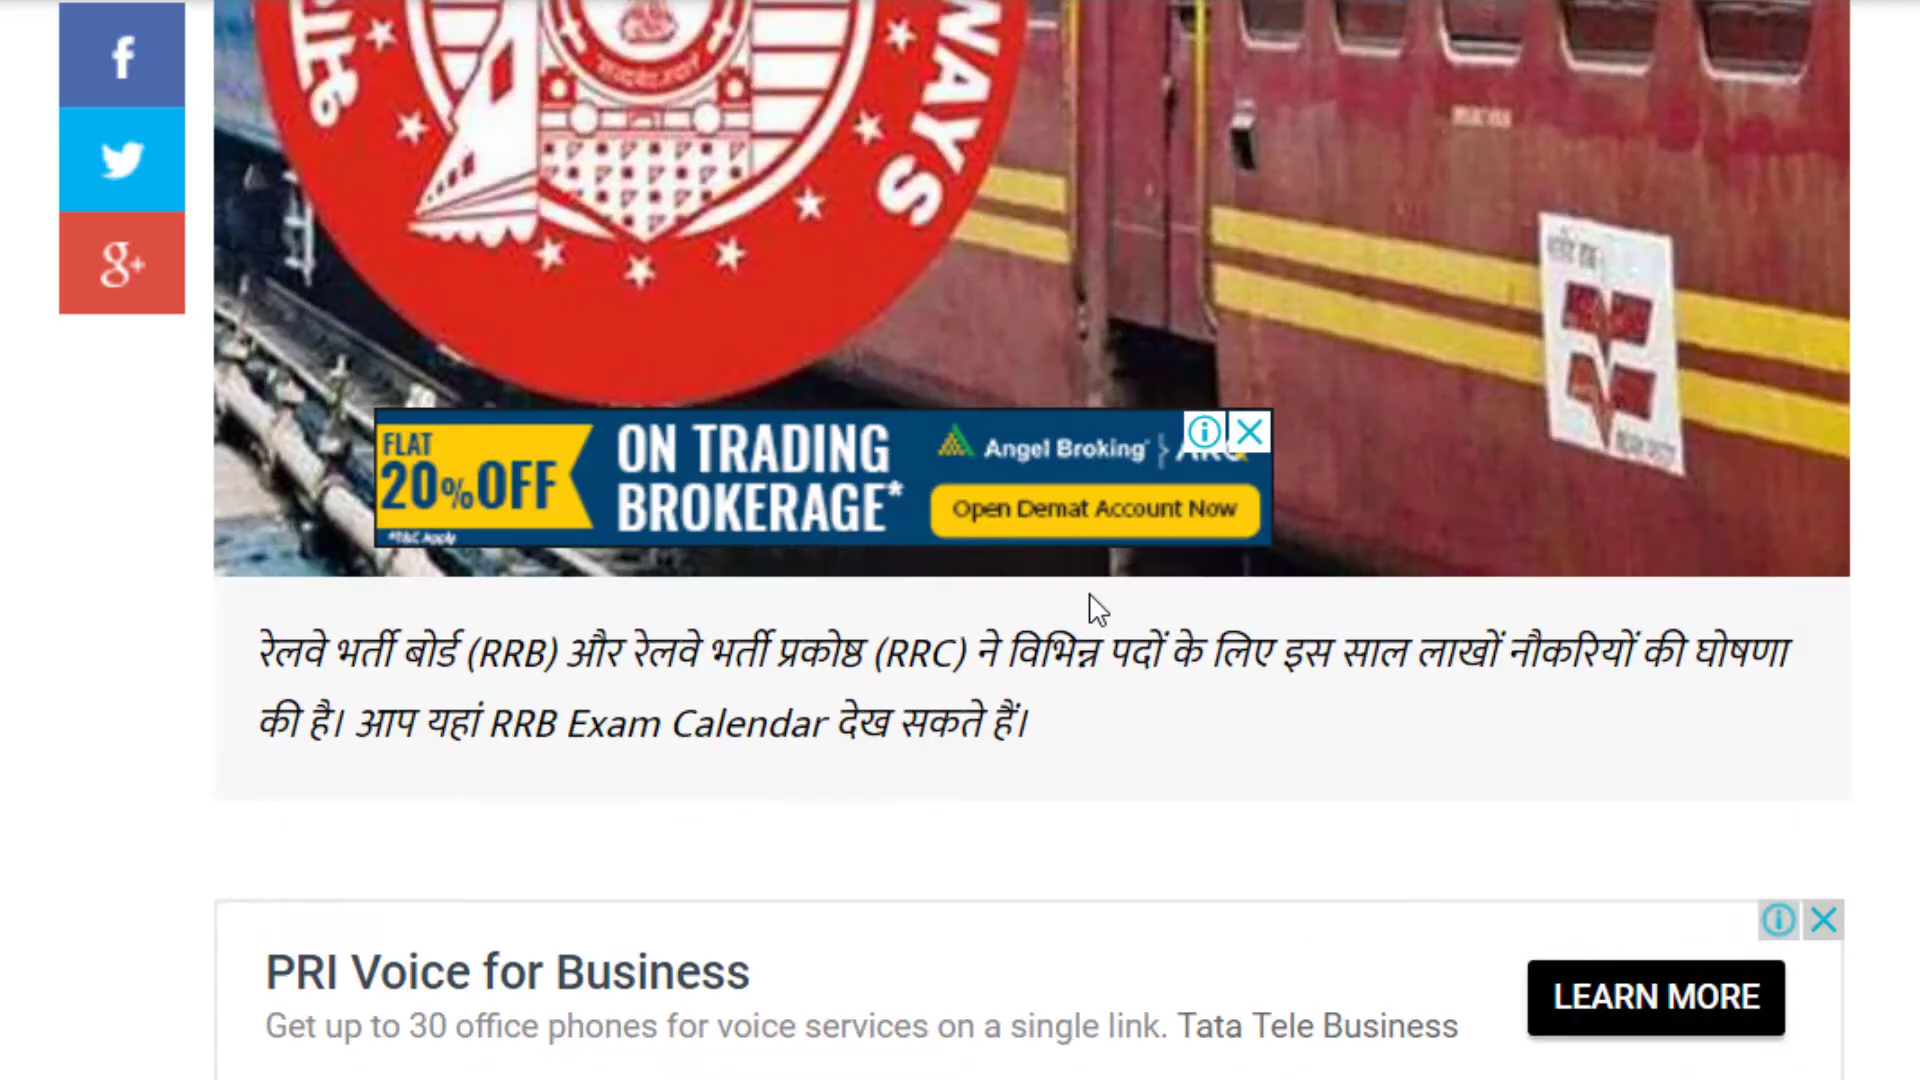 f
g+
WAYS
FLAT
20%OFF
*T&C Apply
ON TRADING
BROKERAGE*
Angel Broking
Open Demat Account Now
रेलवे भर्ती बोर्ड (RRB) और रेलवे भर्ती प्रकोष्ठ (RRC) ने विभिन्न पदों के लिए इस साल लाखों नौकरियों की घोषणा
की है। आप यहां RRB Exam Calendar देख सकते हैं।
PRI Voice for Business
Get up to 30 office phones for voice services on a single link. Tata Tele Business
LEARN MORE